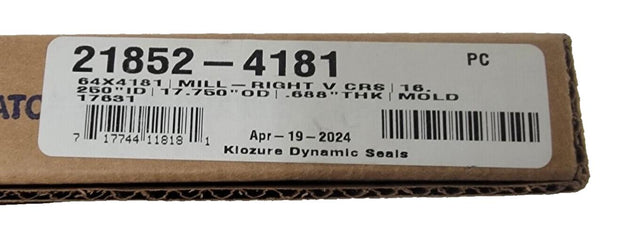 21852-4181
PC
64X4181|MILL-RIGHT V CRS|16.
250"ID|17.750"OD|.688"THK|MOLD
17631
7 17744 11818 1
Apr-19-2024
Klozure Dynamic Seals
ATO